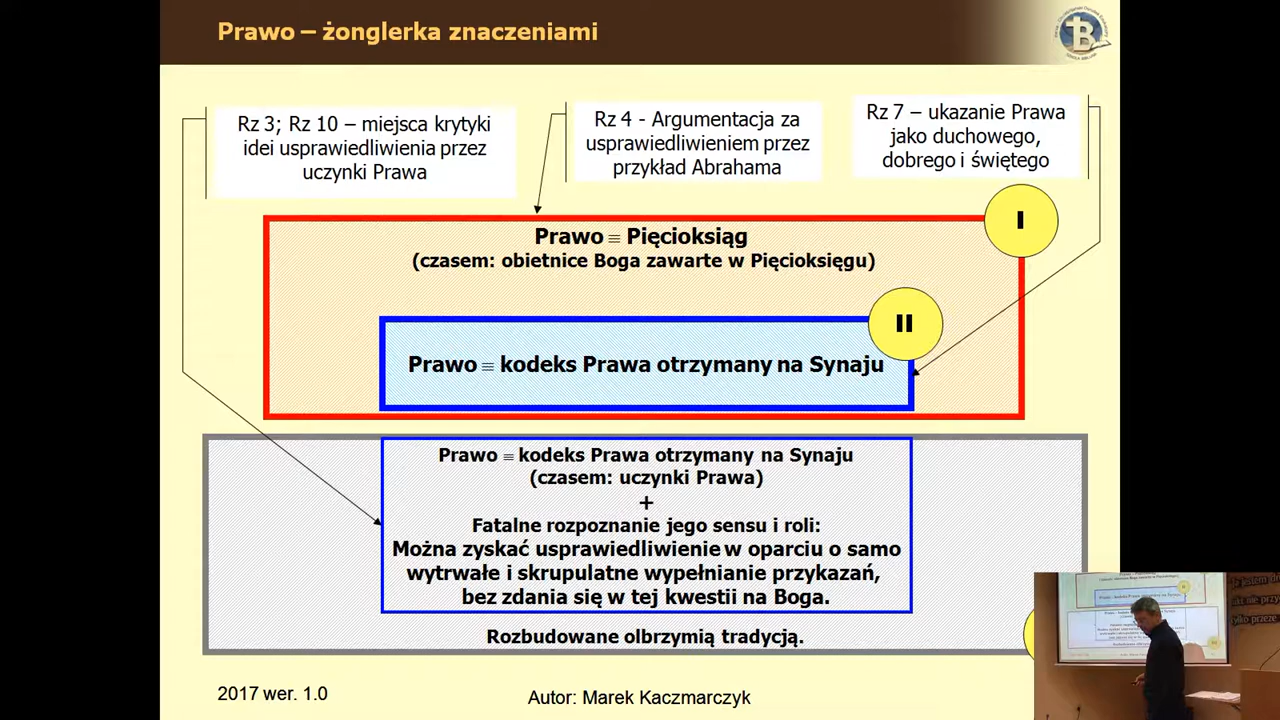 Prawo – żonglerka znaczeniami
Rz 3; Rz 10 – miejsca krytyki
idei usprawiedliwienia przez
uczynki Prawa
Rz 4 - Argumentacja za
usprawiedliwieniem przez
przykład Abrahama
Rz 7 – ukazanie Prawa
jako duchowego,
dobrego i świętego
I
Prawo ≡ Pięcioksiąg
(czasem: obietnice Boga zawarte w Pięcioksięgu)
II
Prawo ≡ kodeks Prawa otrzymany na Synaju
Prawo ≡ kodeks Prawa otrzymany na Synaju
(czasem: uczynki Prawa)
+
Fatalne rozpoznanie jego sensu i roli:
Można zyskać usprawiedliwienie w oparciu o samo
wytrwałe i skrupulatne wypełnianie przykazań,
bez zdania się w tej kwestii na Boga.
Rozbudowane olbrzymią tradycją.
2017 wer. 1.0
Autor: Marek Kaczmarczyk